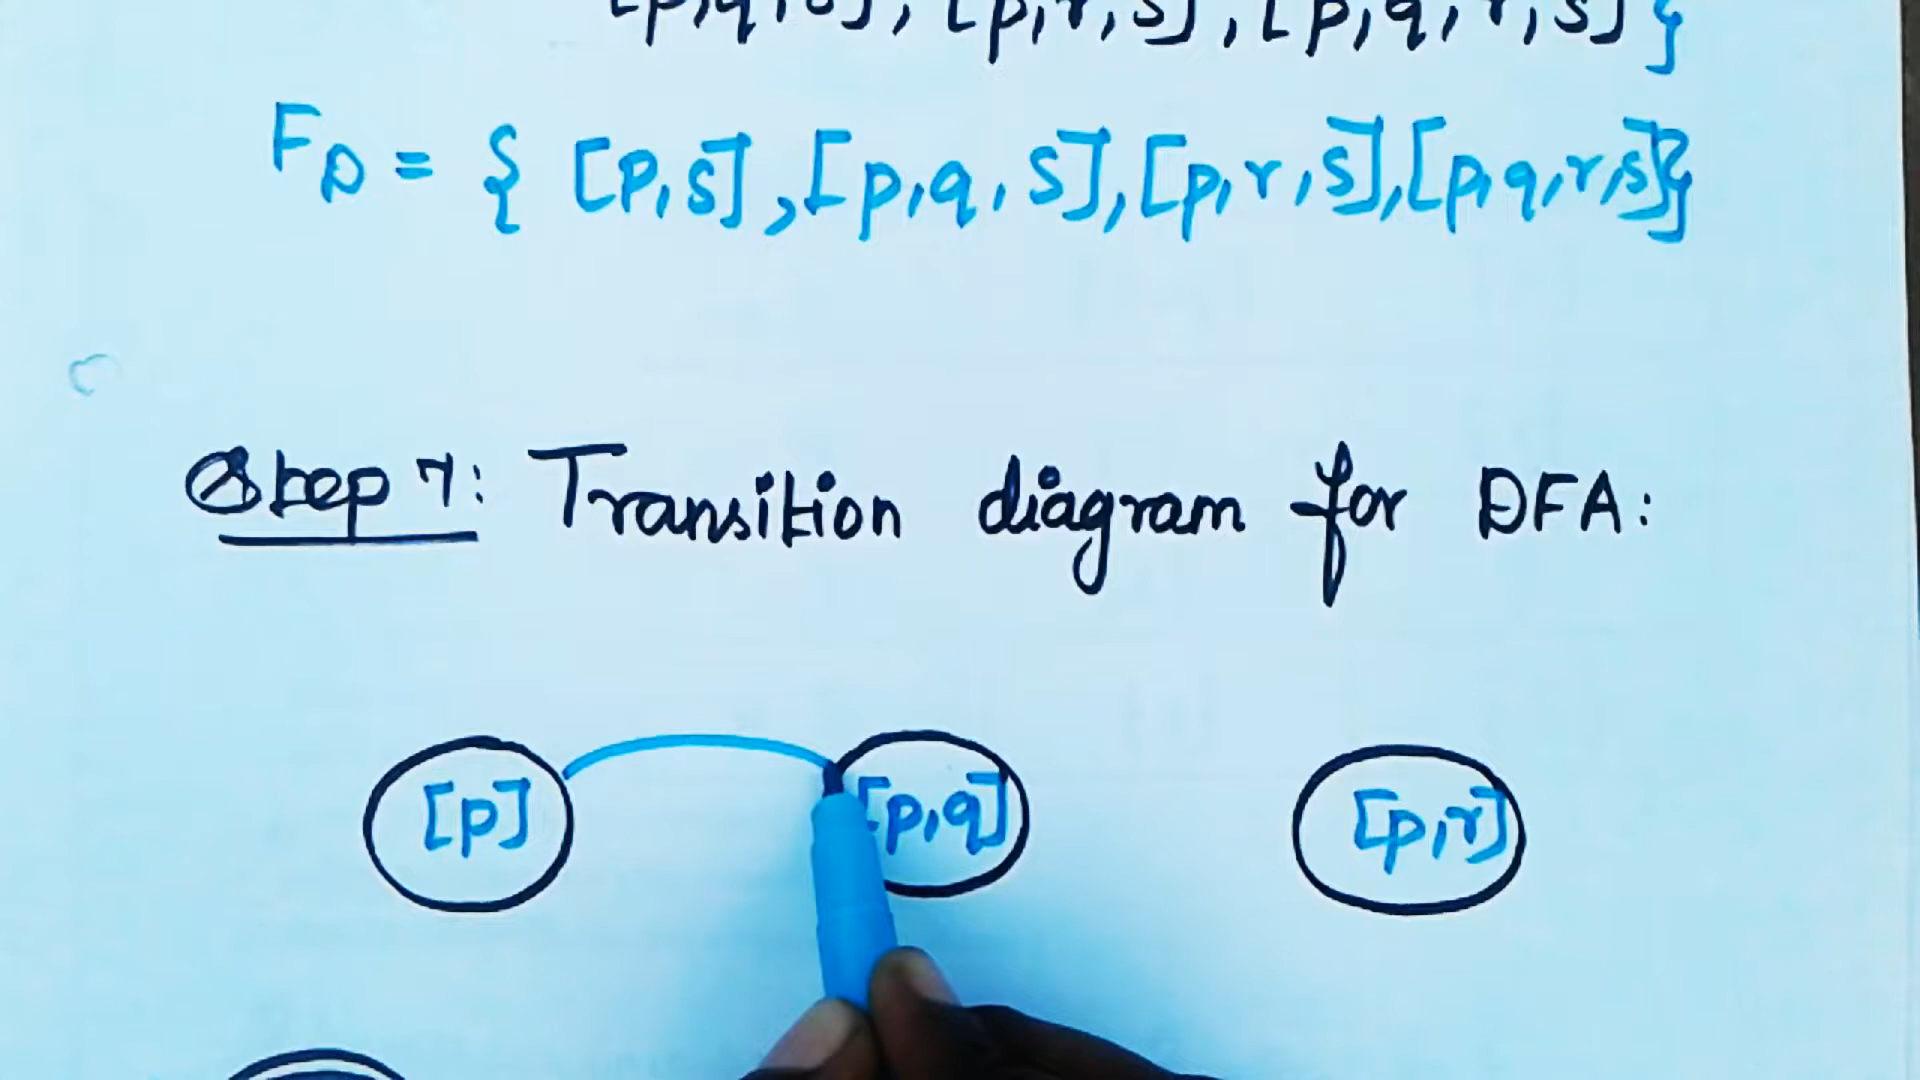 [p,q,s], [p,r,s], [p,q,r,s]}
F_D = { [p,s], [p,q,s], [p,r,s], [p,q,r,s]}
Step 7: Transition diagram for DFA:
[p] [p,q] [p,r]